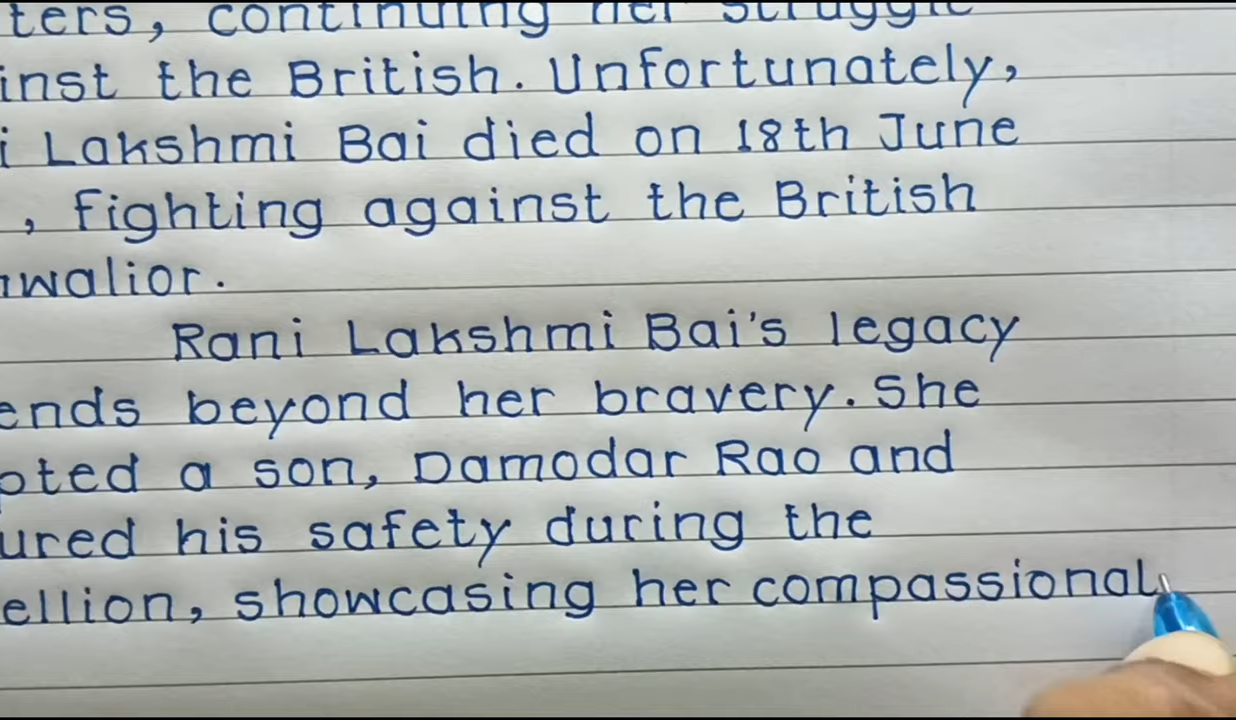 ters, continuing her struggle
inst the British. Unfortunately,
i Lakshmi Bai died on 18th June
, fighting against the British
walior.
Rani Lakshmi Bai's legacy
ends beyond her bravery. She
pted a son, Damodar Rao and
ured his safety during the
ellion, showcasing her compassional